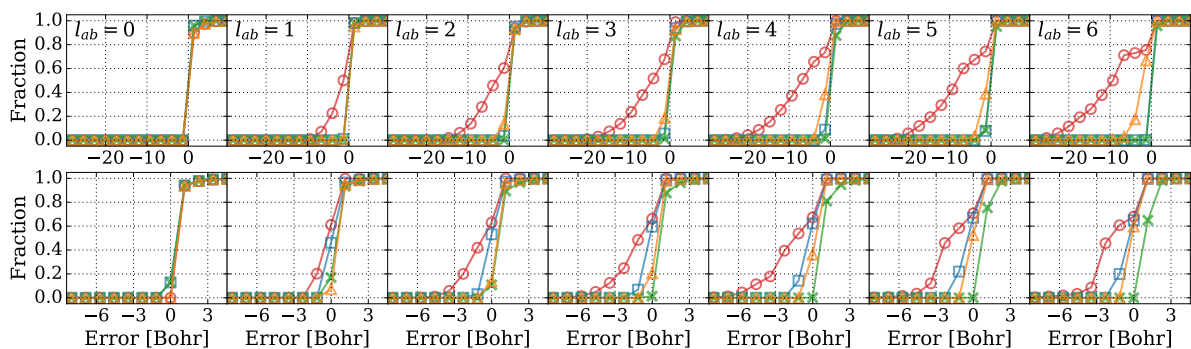 l_ab = 0 l_ab = 1 l_ab = 2 l_ab = 3 l_ab = 4 l_ab = 5 l_ab = 6
Fraction
1.0
0.8
0.6
0.4
0.2
0.0
−20 −10 0 −20 −10 0 −20 −10 0 −20 −10 0 −20 −10 0 −20 −10 0 −20 −10 0
Fraction
1.0
0.8
0.6
0.4
0.2
0.0
−6 −3 0 3 −6 −3 0 3 −6 −3 0 3 −6 −3 0 3 −6 −3 0 3 −6 −3 0 3 −6 −3 0 3
Error [Bohr] Error [Bohr] Error [Bohr] Error [Bohr] Error [Bohr] Error [Bohr] Error [Bohr]